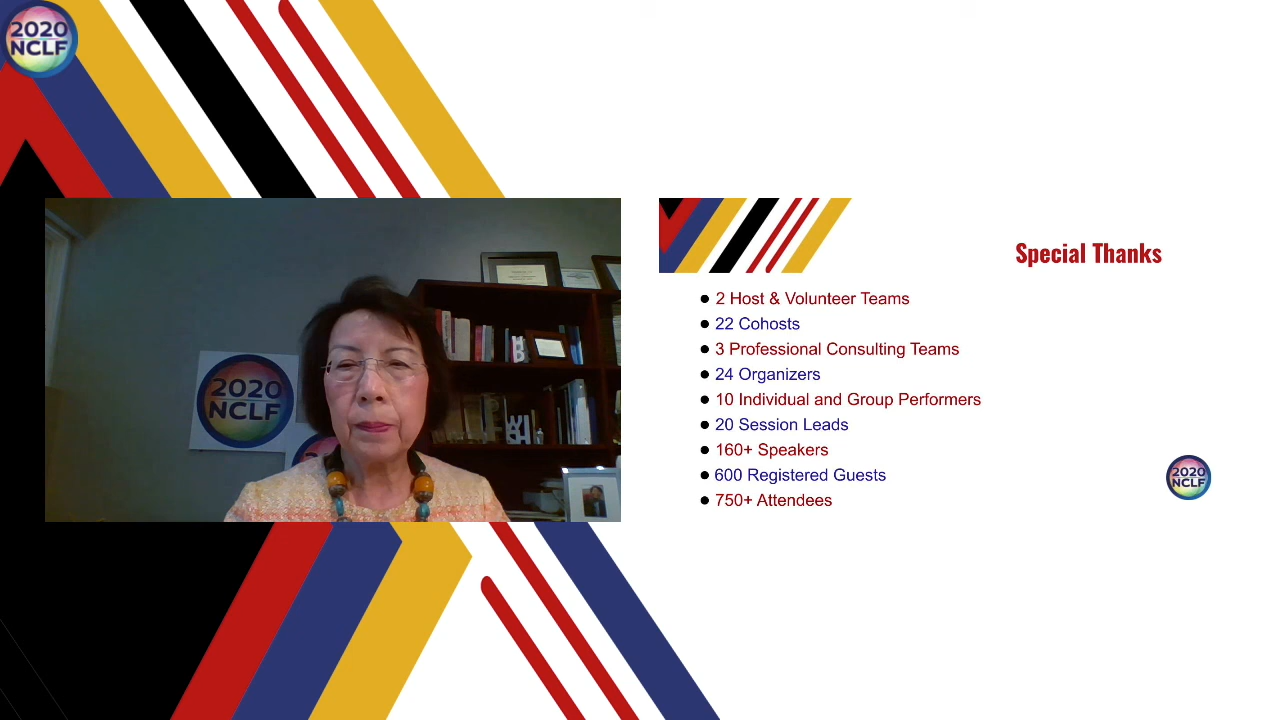 2020
NCLF
2020
NCLF
Special Thanks
2 Host & Volunteer Teams
22 Cohosts
3 Professional Consulting Teams
24 Organizers
10 Individual and Group Performers
20 Session Leads
160+ Speakers
600 Registered Guests
750+ Attendees
2020
NCLF